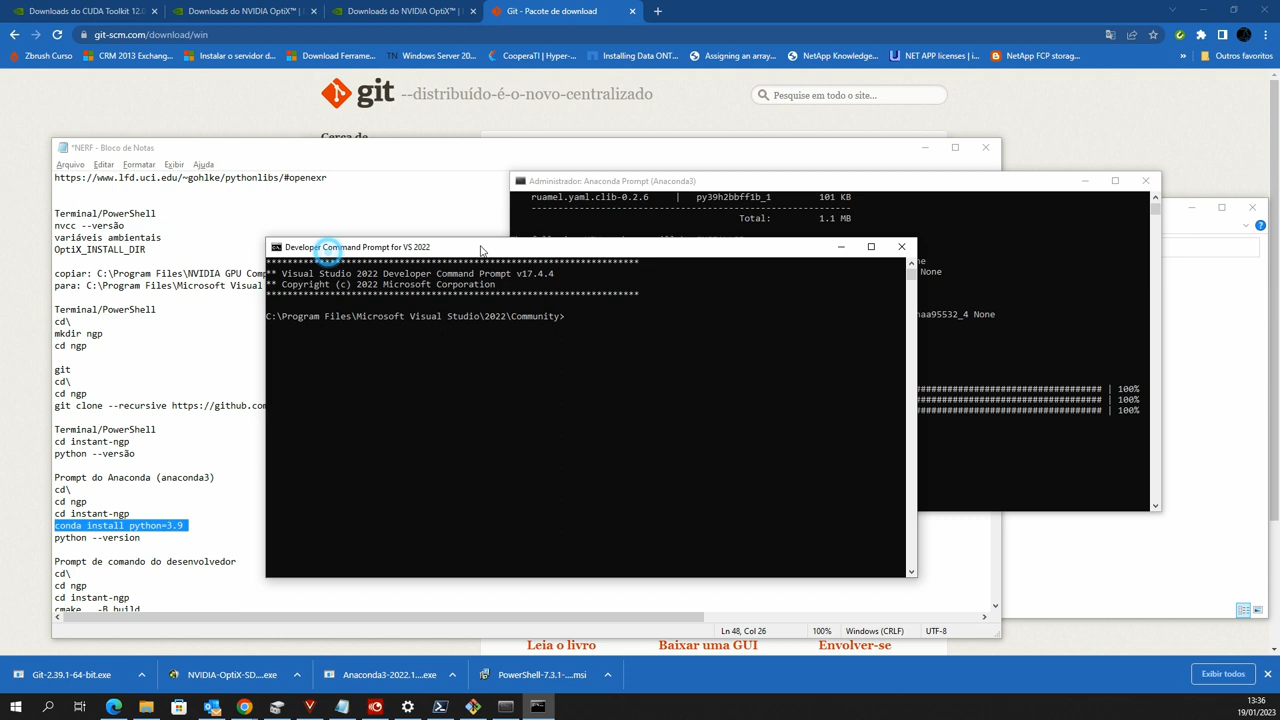 Downloads do CUDA Toolkit 12.0
Downloads do NVIDIA OptiX™
Downloads do NVIDIA OptiX™
Git - Pacote de download
git-scm.com/download/win
Zbrush Curso
CRM 2013 Exchang...
Instalar o servidor d...
Download Ferrame...
TN Windows Server 20...
CooperaTI | Hyper-...
Installing Data ONT...
Assigning an array...
NetApp Knowledge...
NET APP licenses | i...
NetApp FCP storag...
Outros favoritos
git --distribuído-é-o-novo-centralizado
Pesquise em todo o site...
Cerca de
*NERF - Bloco de Notas
Arquivo Editar Formatar Exibir Ajuda
https://www.lfd.uci.edu/~gohlke/pythonlibs/#openexr
Terminal/PowerShell
nvcc --versão
variáveis ambientais
OptiX_INSTALL_DIR
copiar: C:\Program Files\NVIDIA GPU Comp
para: C:\Program Files\Microsoft Visual
Terminal/PowerShell
cd\
mkdir ngp
cd ngp
git
cd\
cd ngp
git clone --recursive https://github.com
Terminal/PowerShell
cd instant-ngp
python --versão
Prompt do Anaconda (anaconda3)
cd\
cd ngp
cd instant-ngp
conda install python=3.9
python --version
Prompt de comando do desenvolvedor
cd\
cd ngp
cd instant-ngp
cmake . -B build
Ln 48, Col 26
100%
Windows (CRLF)
UTF-8
Administrador: Anaconda Prompt (Anaconda3)
ruamel.yaml.clib-0.2.6 | py39h2bbff1b_1 101 KB
------------------------------------------------------------
Total: 1.1 MB
ne
None
haa95532_4 None
################################## | 100%
################################## | 100%
################################## | 100%
Developer Command Prompt for VS 2022
**********************************************************************
** Visual Studio 2022 Developer Command Prompt v17.4.4
** Copyright (c) 2022 Microsoft Corporation
**********************************************************************
C:\Program Files\Microsoft Visual Studio\2022\Community>
Leia o livro
Baixar uma GUI
Envolver-se
Git-2.39.1-64-bit.exe
NVIDIA-OptiX-SD....exe
Anaconda3-2022.1....exe
PowerShell-7.3.1-....msi
Exibir todos
13:36
19/01/2023